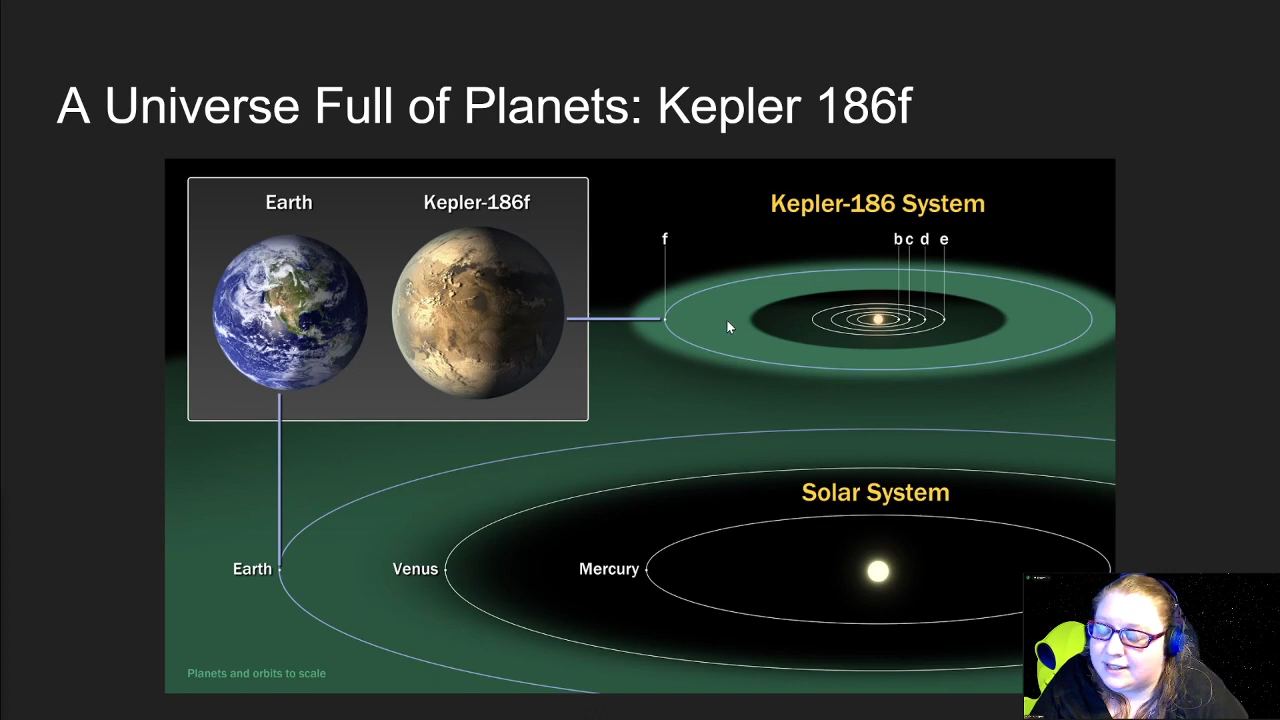 A Universe Full of Planets: Kepler 186f
Earth
Kepler-186f
Kepler-186 System
f
b c d e
Solar System
Earth
Venus
Mercury
Planets and orbits to scale